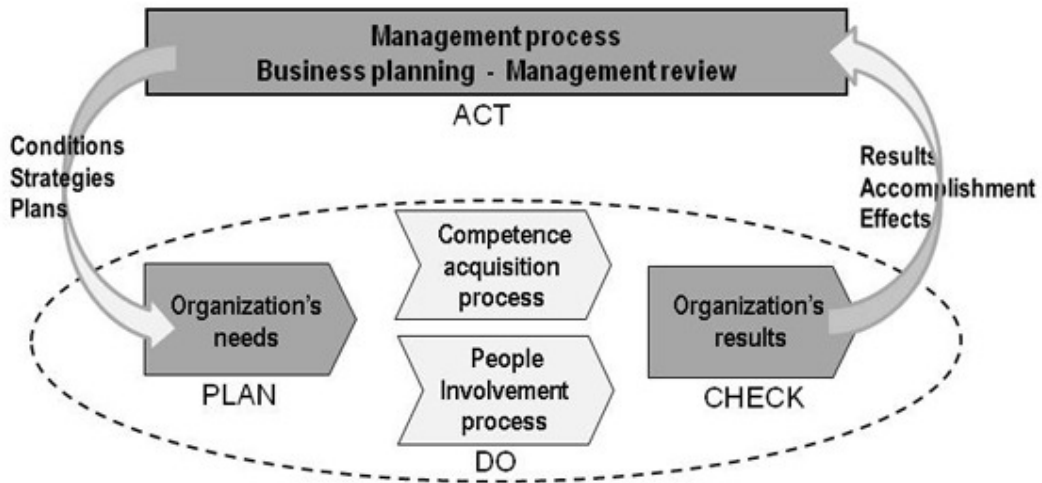 Management process
Business planning - Management review
ACT
Conditions
Strategies
Plans
Results
Accomplishment
Effects
Competence
acquisition
process
Organization's
needs
PLAN
People
Involvement
process
DO
Organization's
results
CHECK